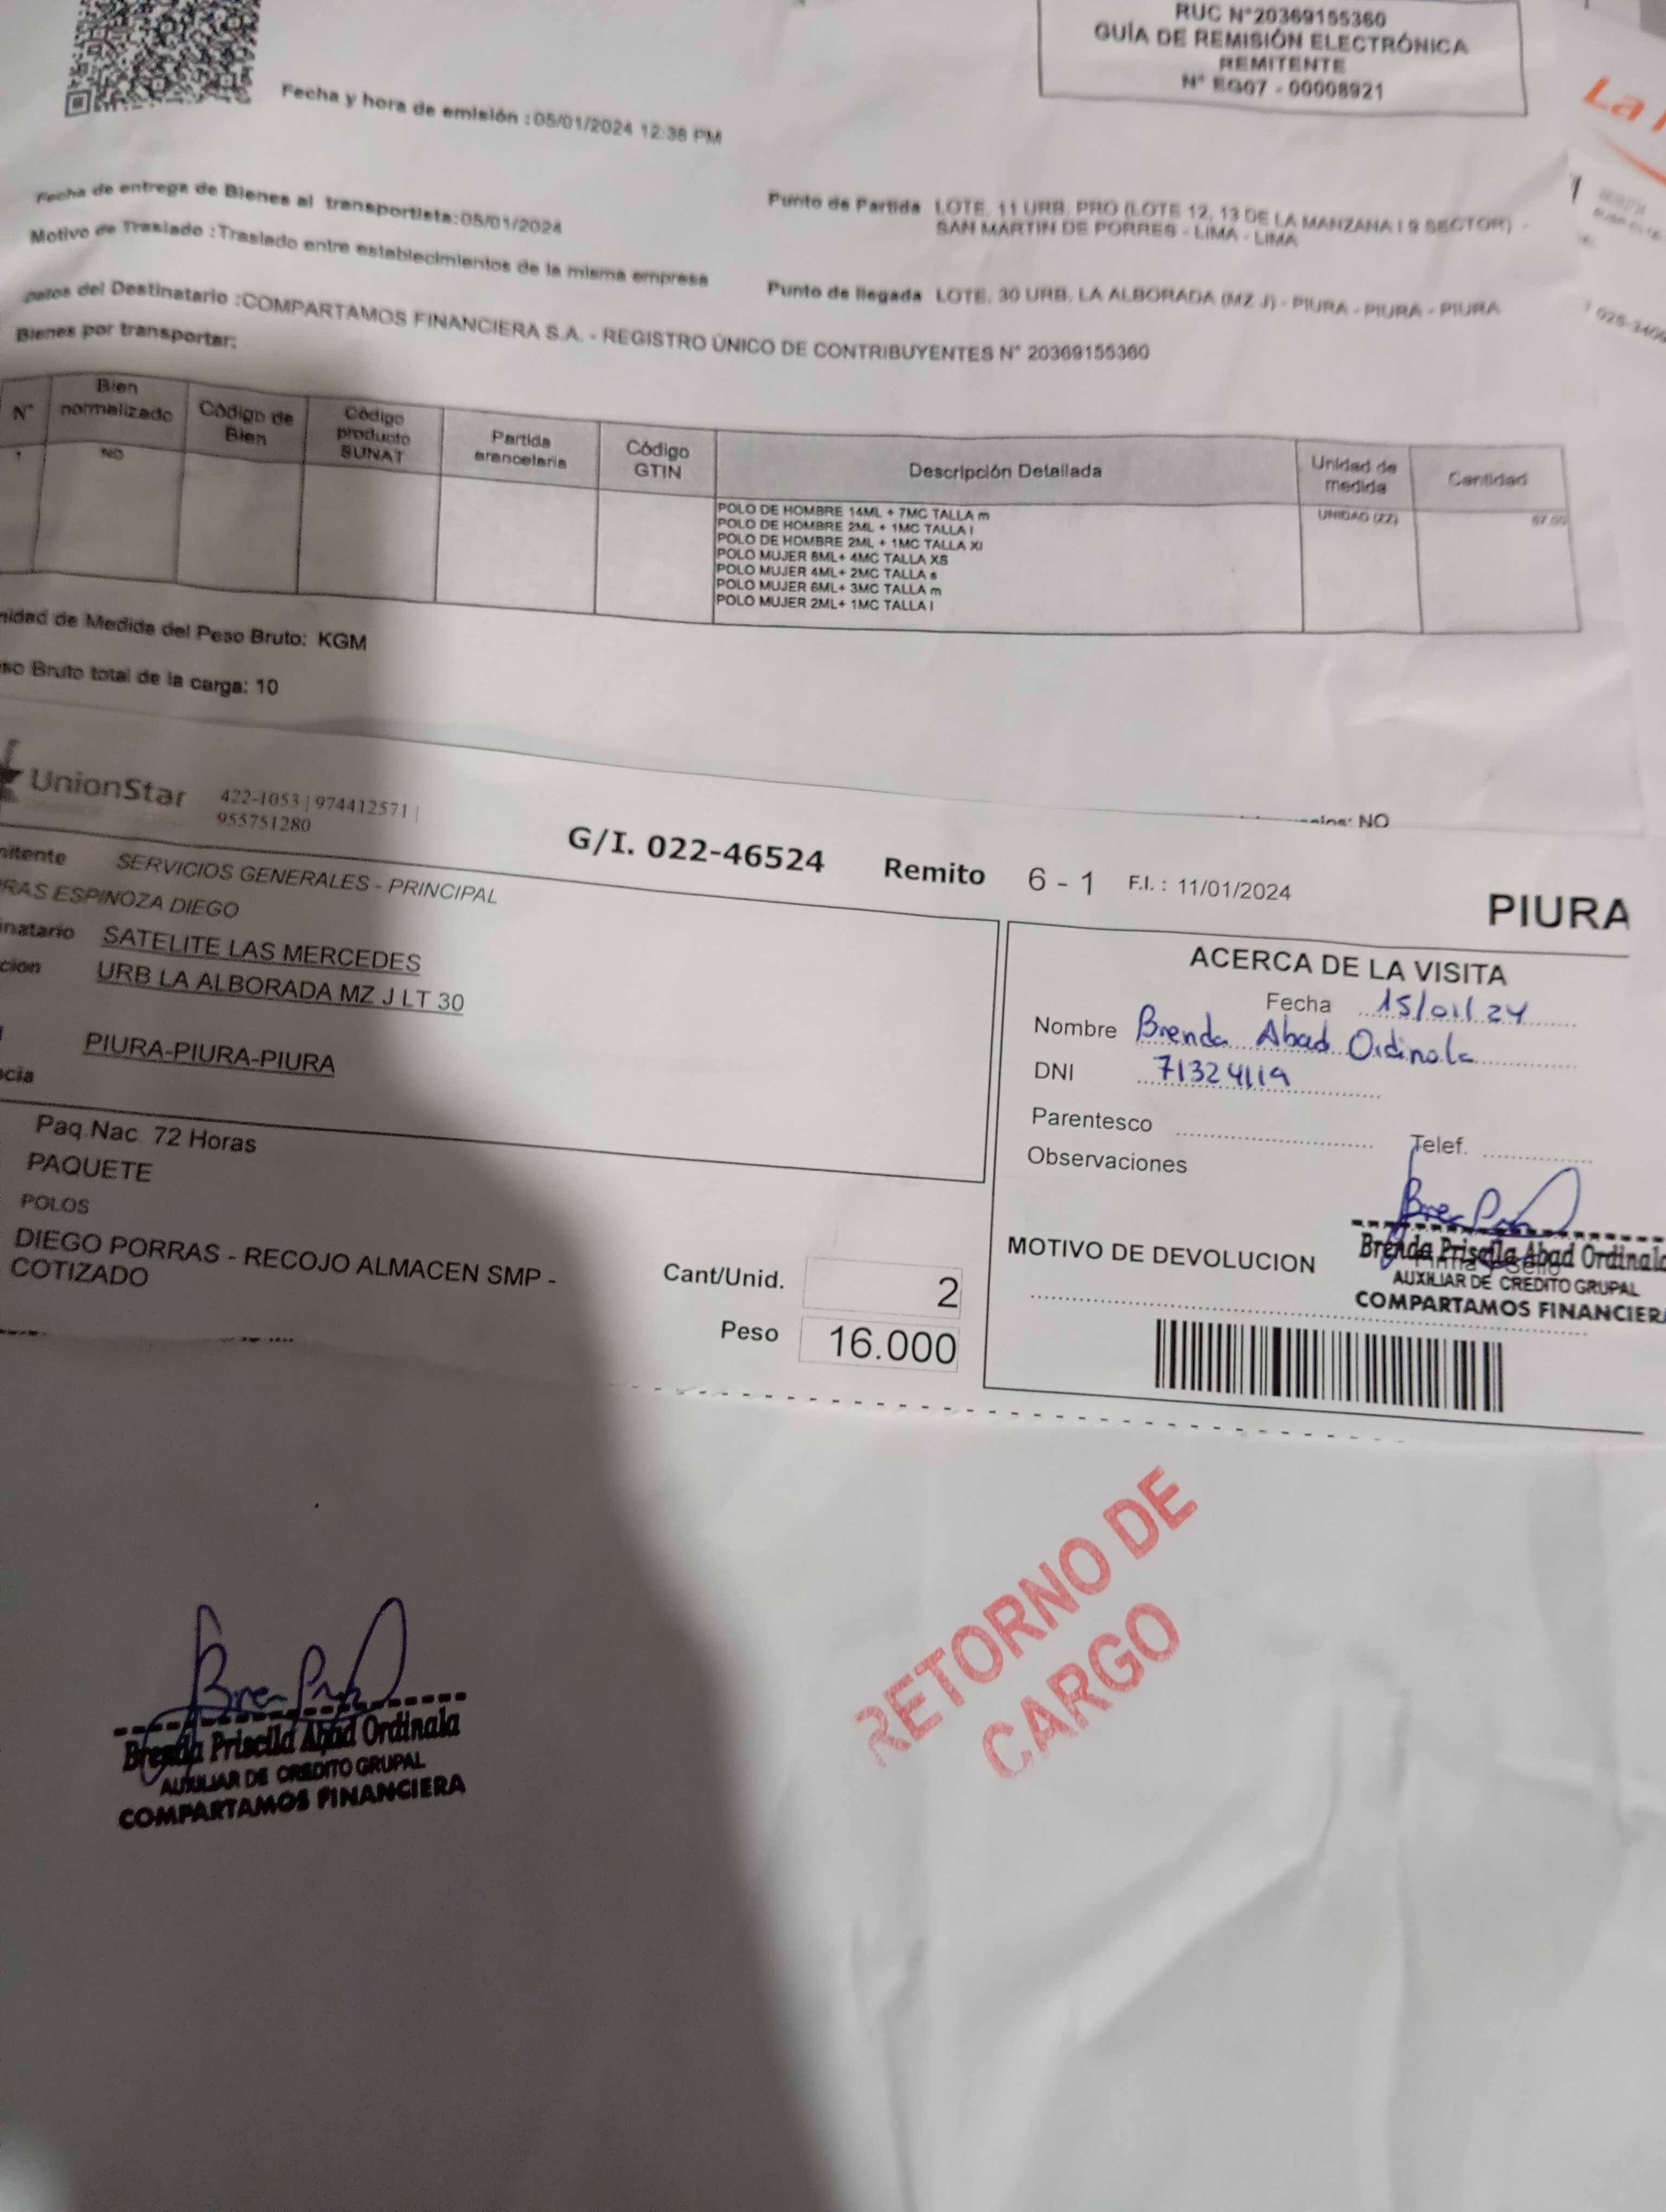 RUC N°20369155360
GUÍA DE REMISIÓN ELECTRÓNICA
REMITENTE
N° EG07 - 00008921
La
Fecha y hora de emisión : 05/01/2024 12:38 PM
Fecha de entrega de Bienes al transportista: 05/01/2024
Motivo de Traslado : Traslado entre establecimientos de la misma empresa
Punto de Partida LOTE. 11 URB. PRO (LOTE 12, 13 DE LA MANZANA I 9 SECTOR) -
SAN MARTIN DE PORRES - LIMA - LIMA
Punto de llegada LOTE. 30 URB. LA ALBORADA (MZ J) - PIURA - PIURA - PIURA
del Destinatario :COMPARTAMOS FINANCIERA S.A. - REGISTRO ÚNICO DE CONTRIBUYENTES N° 20369155360
Bienes por transportar:
N° Bien normalizado Código de Bien Código producto SUNAT Partida arancelaria Código GTIN Descripción Detallada Unidad de medida Cantidad
1 NO UNIDAD (ZZ)
POLO DE HOMBRE 14ML + 7MC TALLA m
POLO DE HOMBRE 2ML + 1MC TALLA l
POLO DE HOMBRE 2ML + 1MC TALLA Xl
POLO MUJER 8ML+ 4MC TALLA XS
POLO MUJER 4ML+ 2MC TALLA s
POLO MUJER 6ML+ 3MC TALLA m
POLO MUJER 2ML+ 1MC TALLA l
nidad de Medida del Peso Bruto: KGM
so Bruto total de la carga: 10
NO
UnionStar 422-1053 | 974412571 |
955751280
G/I. 022-46524 Remito 6 - 1 F.I. : 11/01/2024 PIURA
mitente SERVICIOS GENERALES - PRINCIPAL
RAS ESPINOZA DIEGO
inatario SATELITE LAS MERCEDES
cion URB LA ALBORADA MZ J LT 30
PIURA-PIURA-PIURA
cia
Paq.Nac. 72 Horas
PAQUETE
POLOS
DIEGO PORRAS - RECOJO ALMACEN SMP -
COTIZADO
Cant/Unid. 2
Peso 16.000
ACERCA DE LA VISITA
Fecha 15/01/24
Nombre Brenda Abad Ordinola
DNI 71324119
Parentesco Telef.
Observaciones
MOTIVO DE DEVOLUCION
Brenda Priscila Abad Ordinala
AUXILIAR DE CREDITO GRUPAL
COMPARTAMOS FINANCIER
RETORNO DE
CARGO
Brenda Priscila Abad Ordinala
AUXILIAR DE CREDITO GRUPAL
COMPARTAMOS FINANCIERA